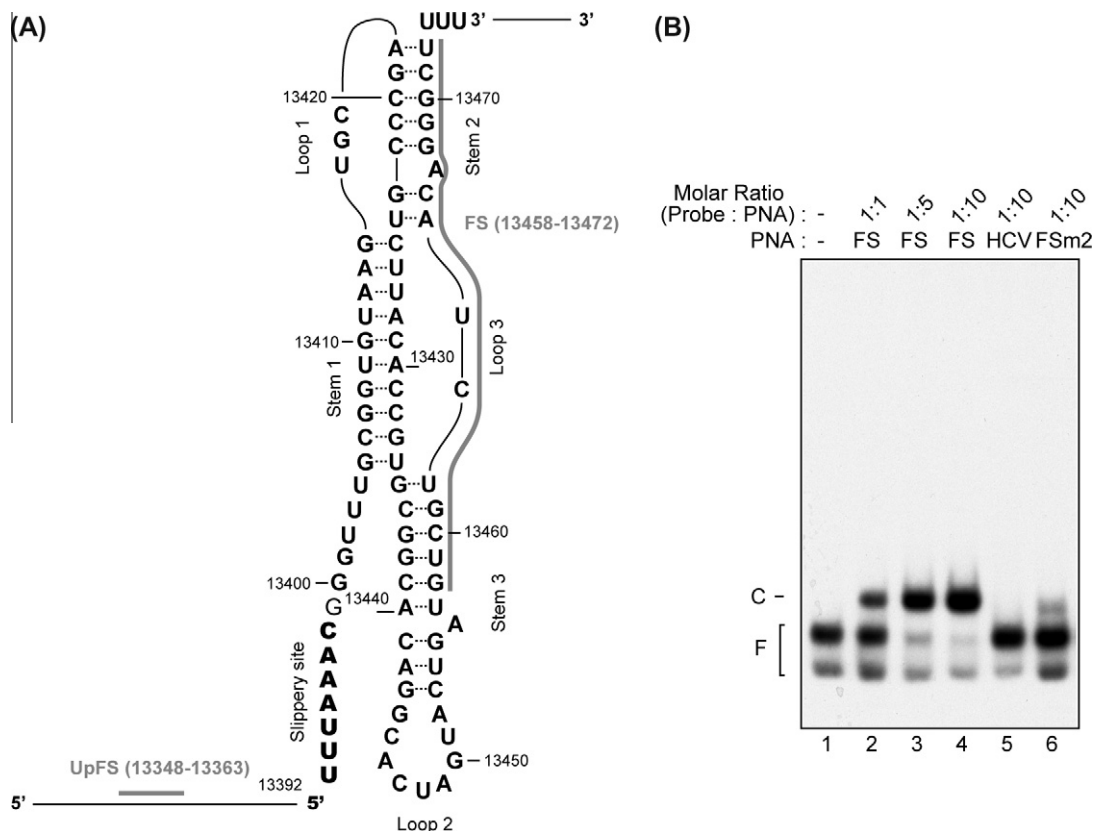 (A)
UUU 3' 3'
C G U G A A U G U G G C G U U U G G G C A A A U U U
A G C C C G U C U U A C A C C G U G C G G C A C A G G C A C U
U C G G G A C A U C U G C U G U A G U C A U G A
13420
13470
Loop 1
Stem 2
FS (13458-13472)
13410
13430
Stem 1
Loop 3
13460
13400
13440
Stem 3
Slippery site
13450
UpFS (13348-13363)
13392
5' 5'
Loop 2
(B)
Molar Ratio
(Probe : PNA) : - 1:1 1:5 1:10 1:10 1:10
PNA : - FS FS FS HCV FSm2
C
F
1 2 3 4 5 6